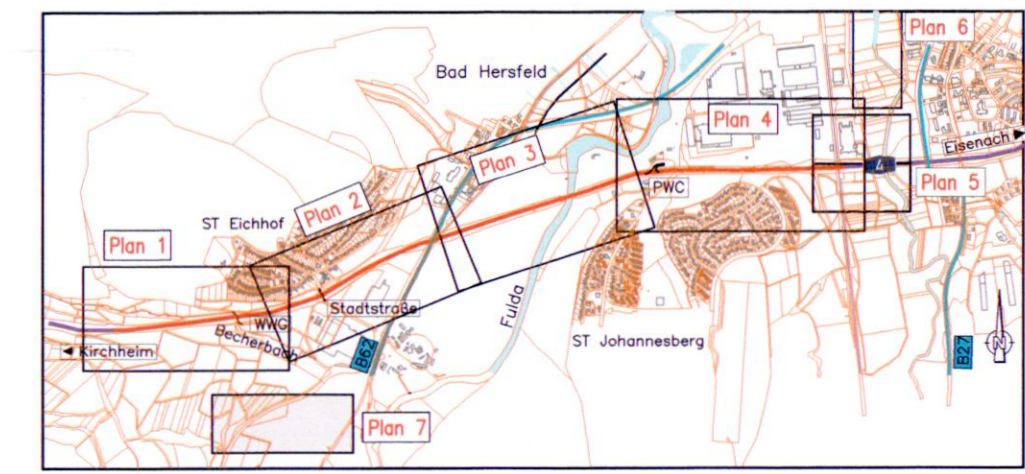 Plan 6
Bad Hersfeld
Plan 4
Plan 3
Eisenach
PWC
Plan 5
Plan 2
ST Eichhof
Plan 1
Stadtstraße
WWG
Becherbach
Fulda
Kirchheim
B62
ST Johannesberg
B27
N
Plan 7
4